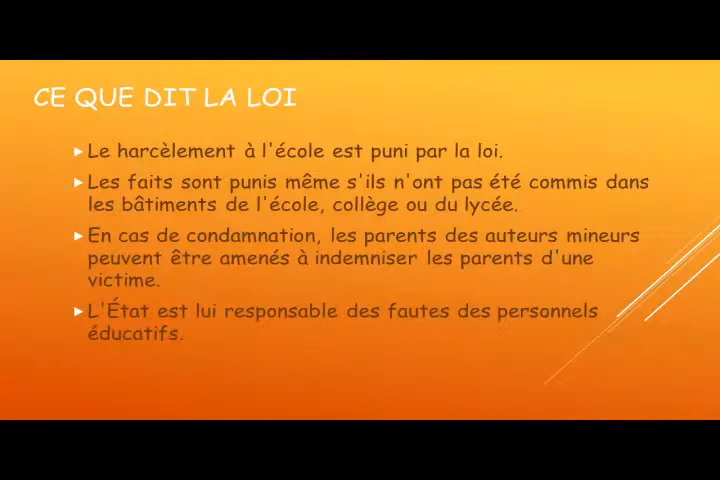 CE QUE DIT LA LOI
Le harcèlement à l'école est puni par la loi.
Les faits sont punis même s'ils n'ont pas été commis dans
les bâtiments de l'école, collège ou du lycée.
En cas de condamnation, les parents des auteurs mineurs
peuvent être amenés à indemniser les parents d'une
victime.
L'État est lui responsable des fautes des personnels
éducatifs.